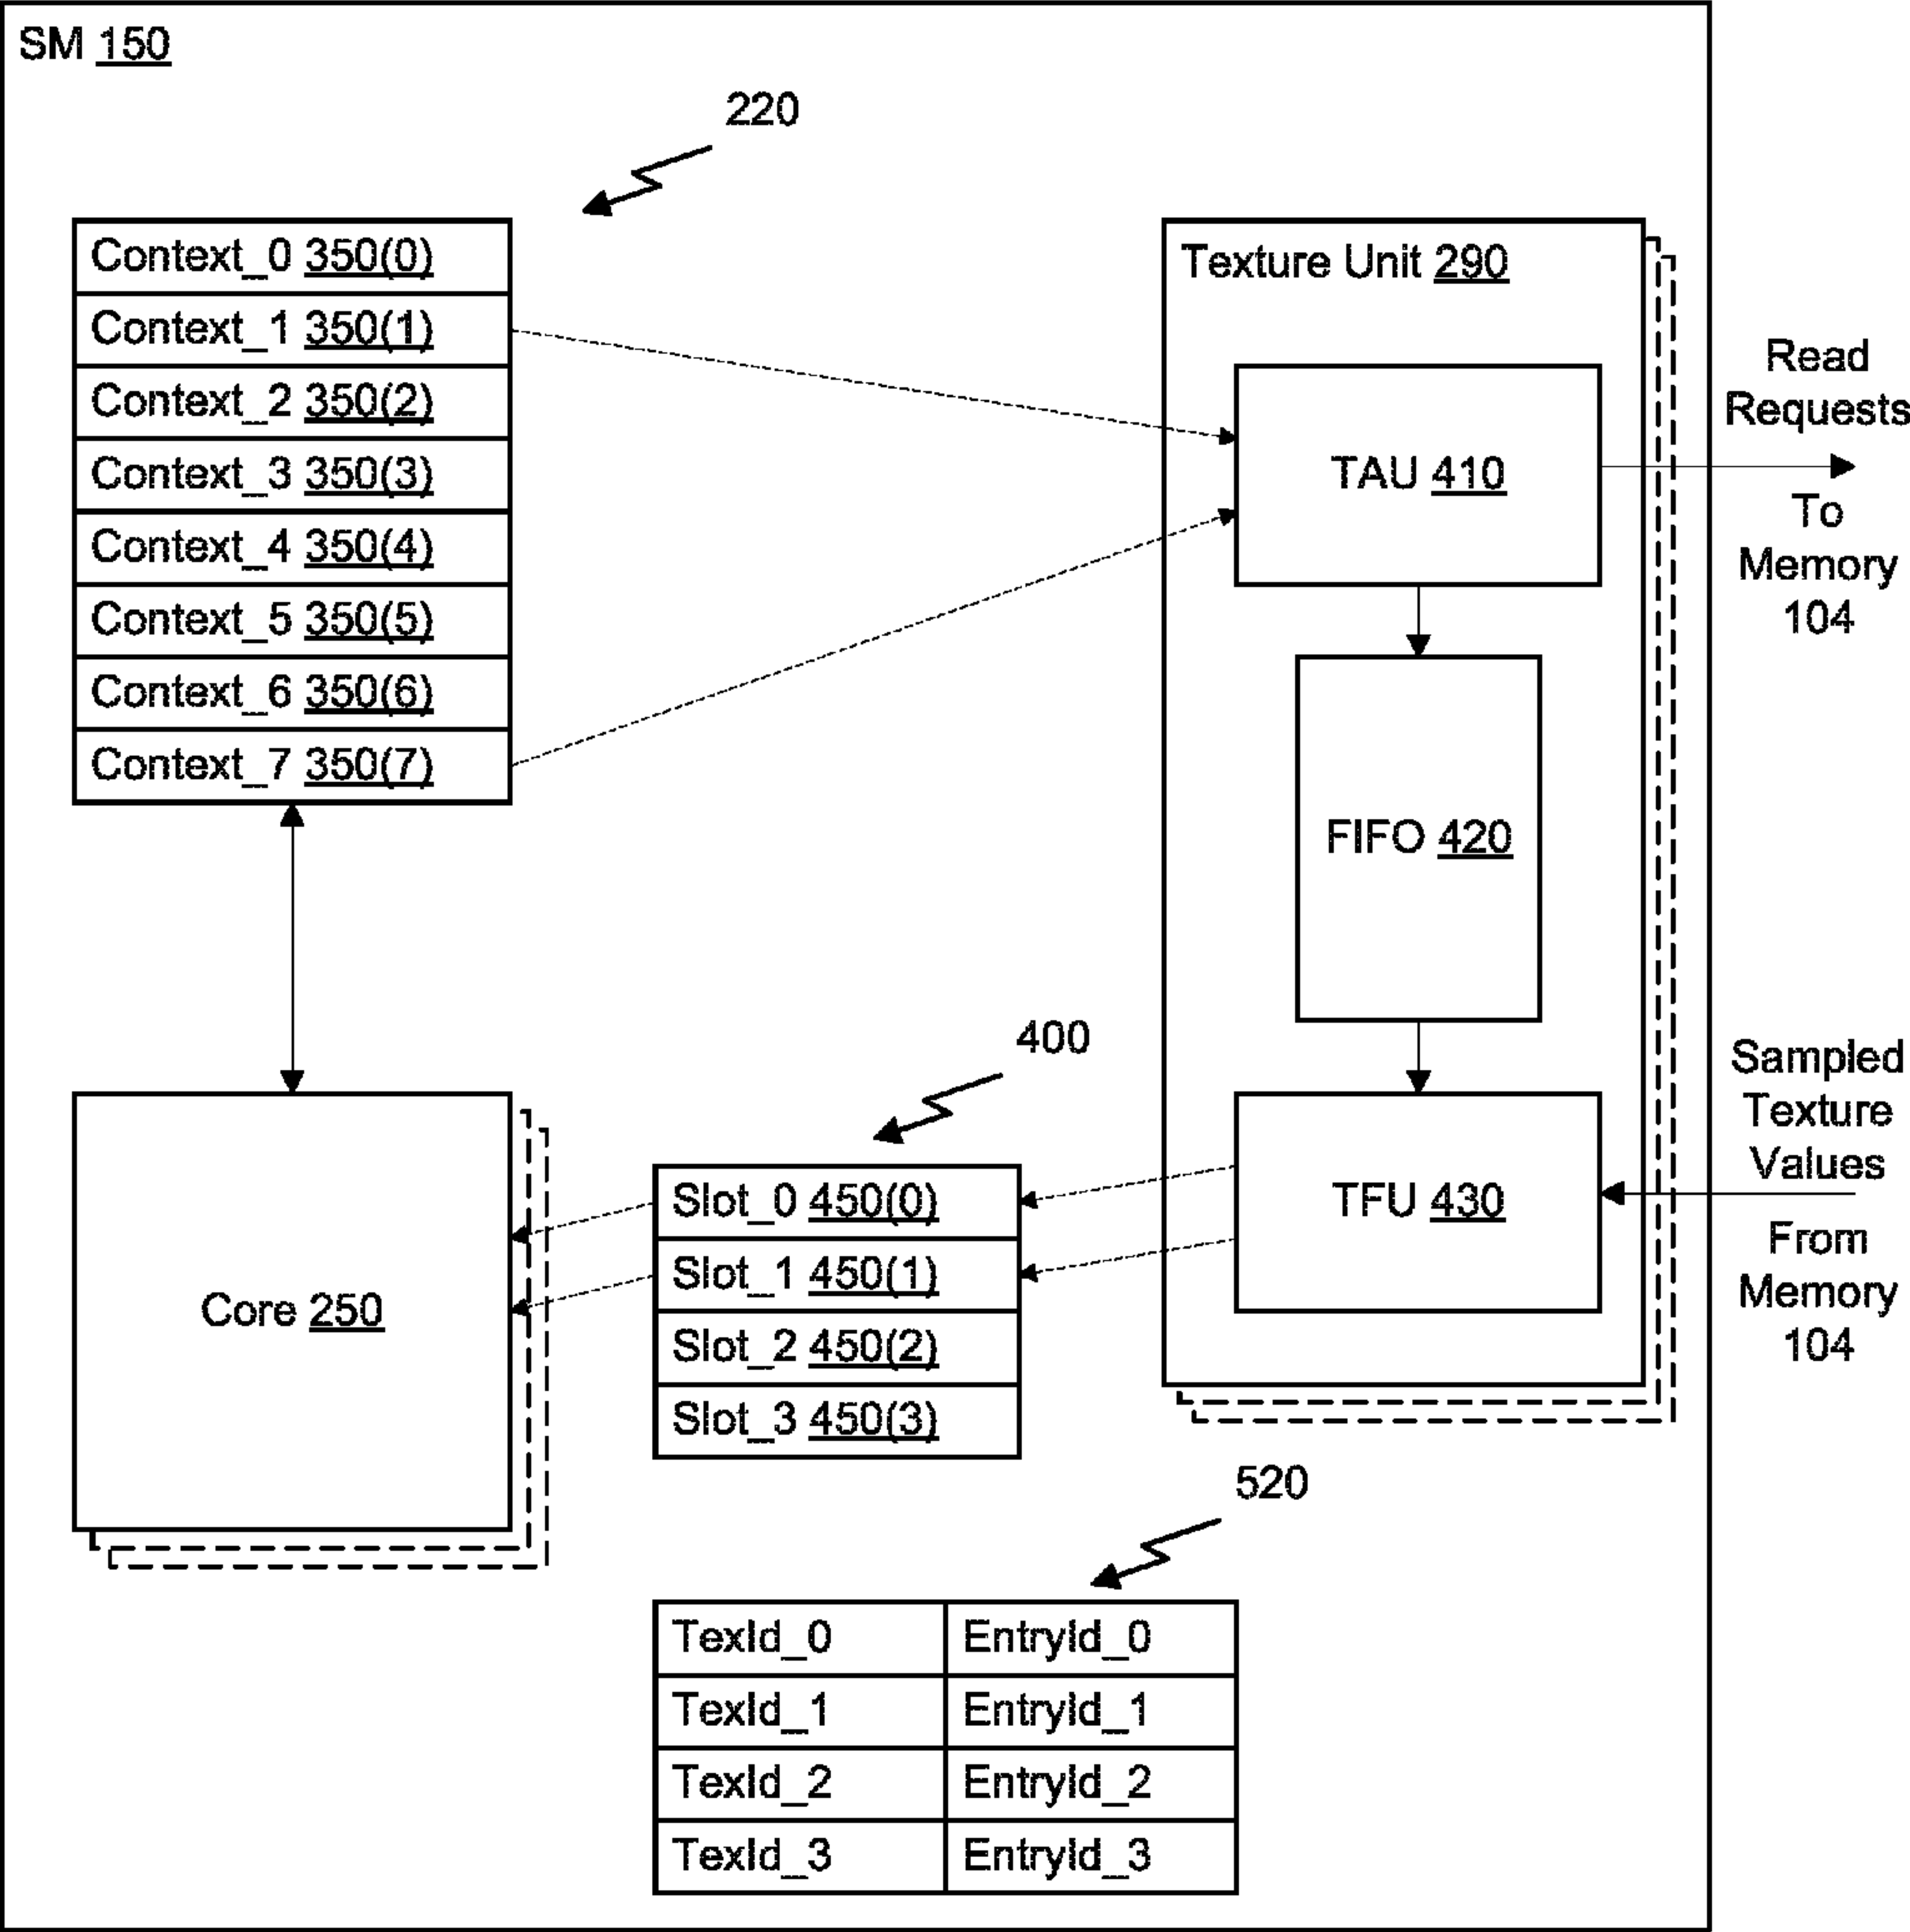 SM 150
220
Context_0 350(0)
Context_1 350(1)
Context_2 350(2)
Context_3 350(3)
Context_4 350(4)
Context_5 350(5)
Context_6 350(6)
Context_7 350(7)
Texture Unit 290
TAU 410
Read
Requests
To
Memory
104
FIFO 420
400
Core 250
Slot_0 450(0)
Slot_1 450(1)
Slot_2 450(2)
Slot_3 450(3)
TFU 430
Sampled
Texture
Values
From
Memory
104
520
TexId_0 EntryId_0
TexId_1 EntryId_1
TexId_2 EntryId_2
TexId_3 EntryId_3